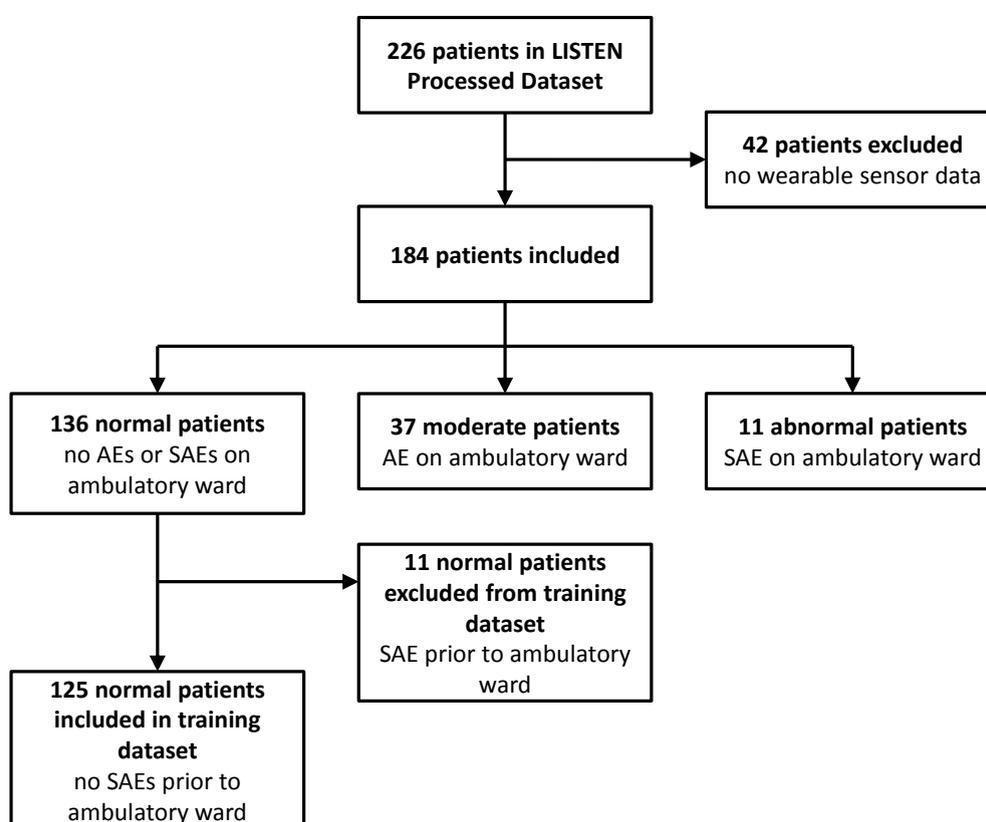 226 patients in LISTEN
Processed Dataset
42 patients excluded
no wearable sensor data
184 patients included
136 normal patients
no AEs or SAEs on
ambulatory ward
37 moderate patients
AE on ambulatory ward
11 abnormal patients
SAE on ambulatory ward
11 normal patients
excluded from training
dataset
SAE prior to ambulatory
ward
125 normal patients
included in training
dataset
no SAEs prior to
ambulatory ward